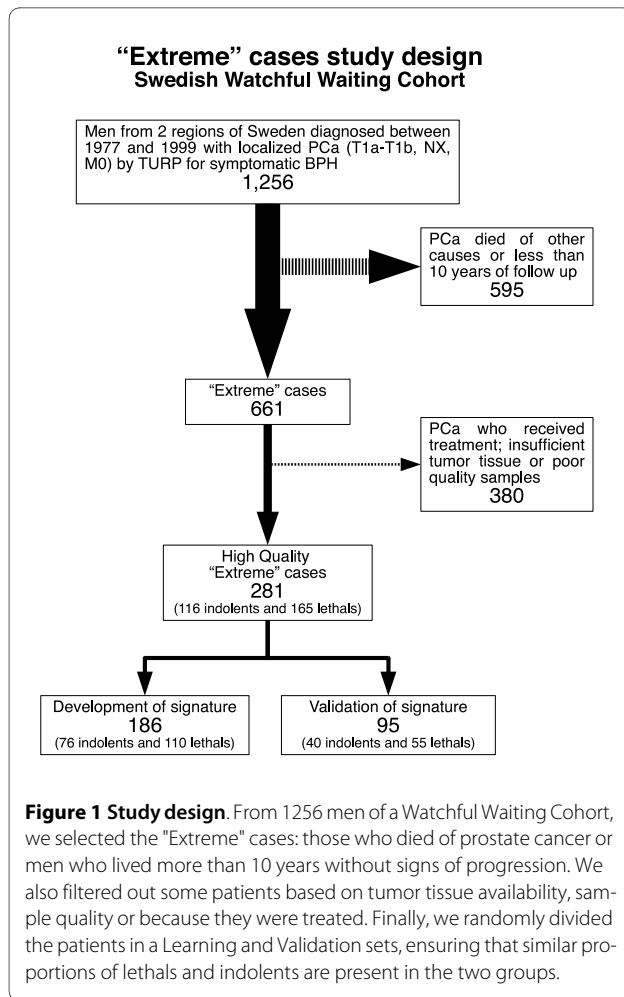 “Extreme” cases study design
Swedish Watchful Waiting Cohort
Men from 2 regions of Sweden diagnosed between
1977 and 1999 with localized PCa (T1a-T1b, NX,
M0) by TURP for symptomatic BPH
1,256
PCa died of other
causes or less than
10 years of follow up
595
“Extreme” cases
661
PCa who received
treatment; insufficient
tumor tissue or poor
quality samples
380
High Quality
“Extreme” cases
281
(116 indolents and 165 lethals)
Development of signature
186
(76 indolents and 110 lethals)
Validation of signature
95
(40 indolents and 55 lethals)
Figure 1 Study design. From 1256 men of a Watchful Waiting Cohort,
we selected the "Extreme" cases: those who died of prostate cancer or
men who lived more than 10 years without signs of progression. We
also filtered out some patients based on tumor tissue availability, sam-
ple quality or because they were treated. Finally, we randomly divided
the patients in a Learning and Validation sets, ensuring that similar pro-
portions of lethals and indolents are present in the two groups.